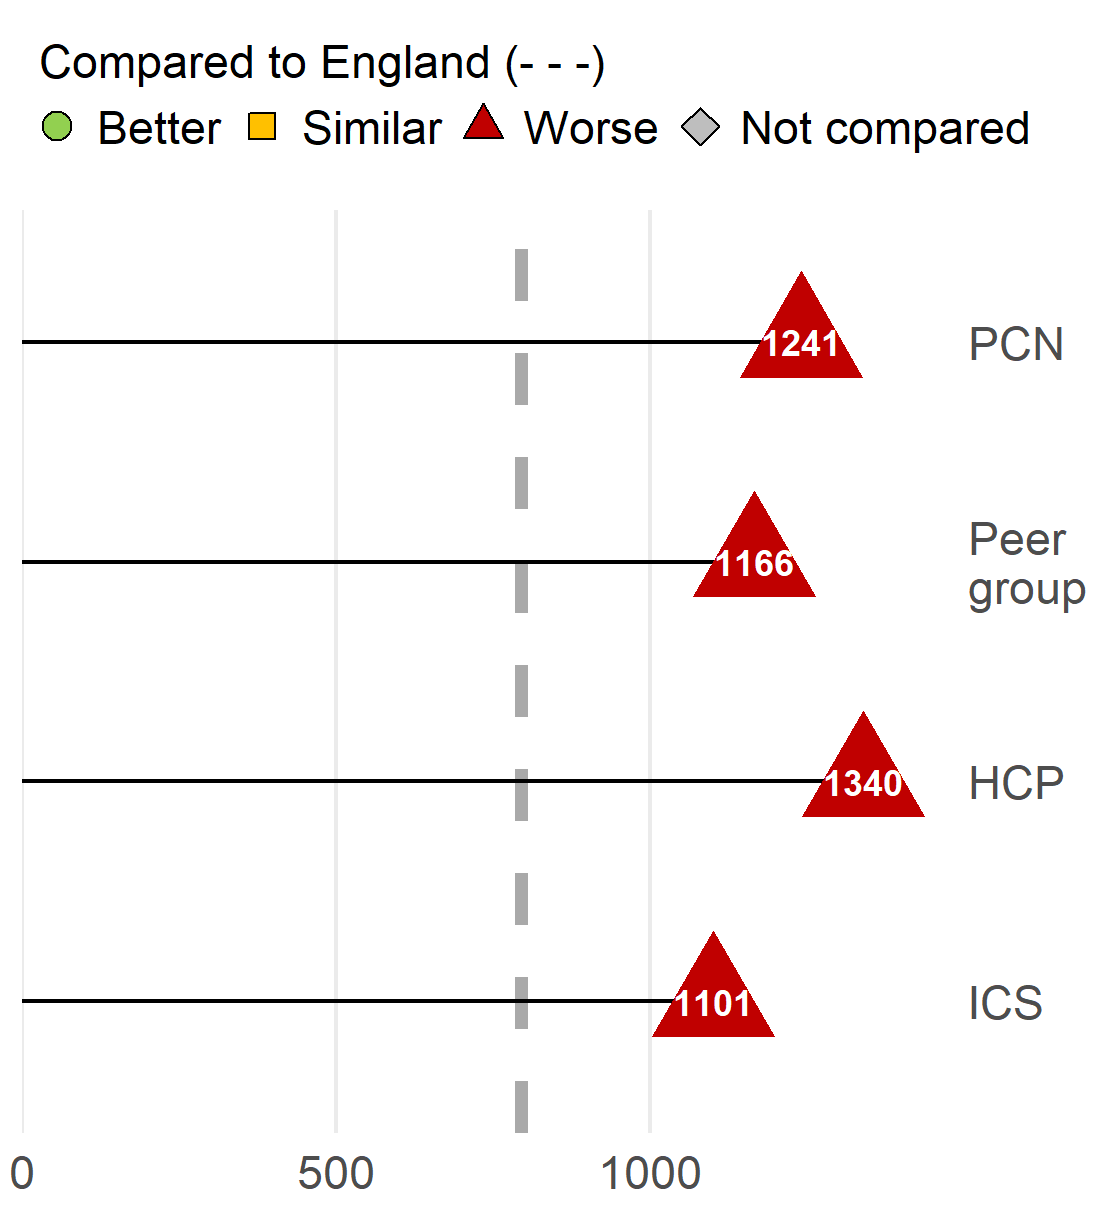 Compared to England (- - -)
Better Similar Worse Not compared
1241 PCN
Peer
1166
group
1340 HCP
1101 ICS
0 500 1000